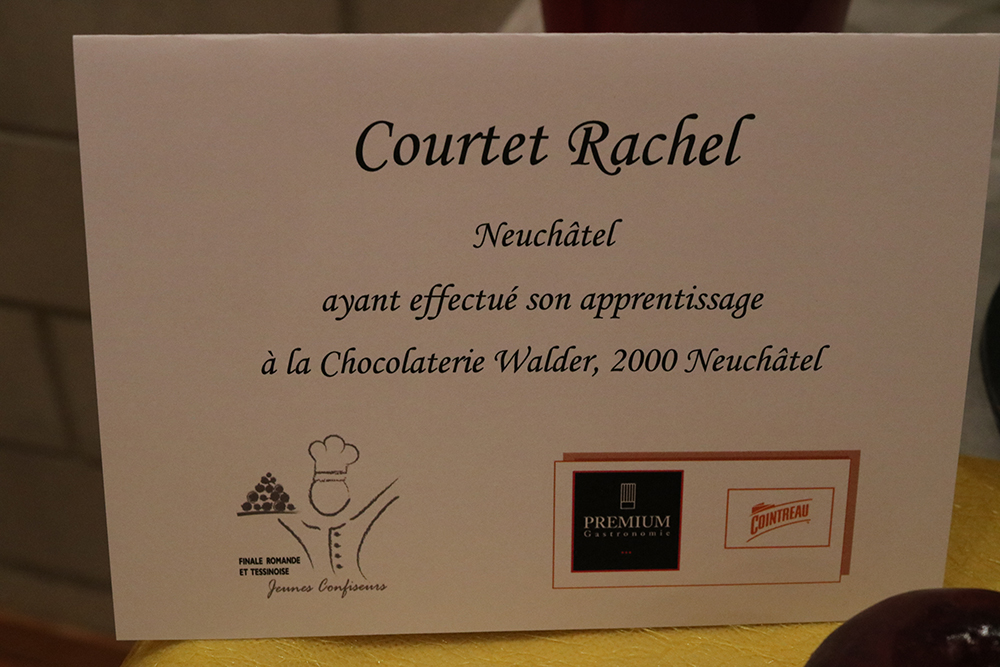 Courtet Rachel
Neuchâtel
ayant effectué son apprentissage
à la Chocolaterie Walder, 2000 Neuchâtel
FINALE ROMANDE
ET TESSINOISE
Jeunes Confiseurs
PREMIUM
Gastronomie
COINTREAU